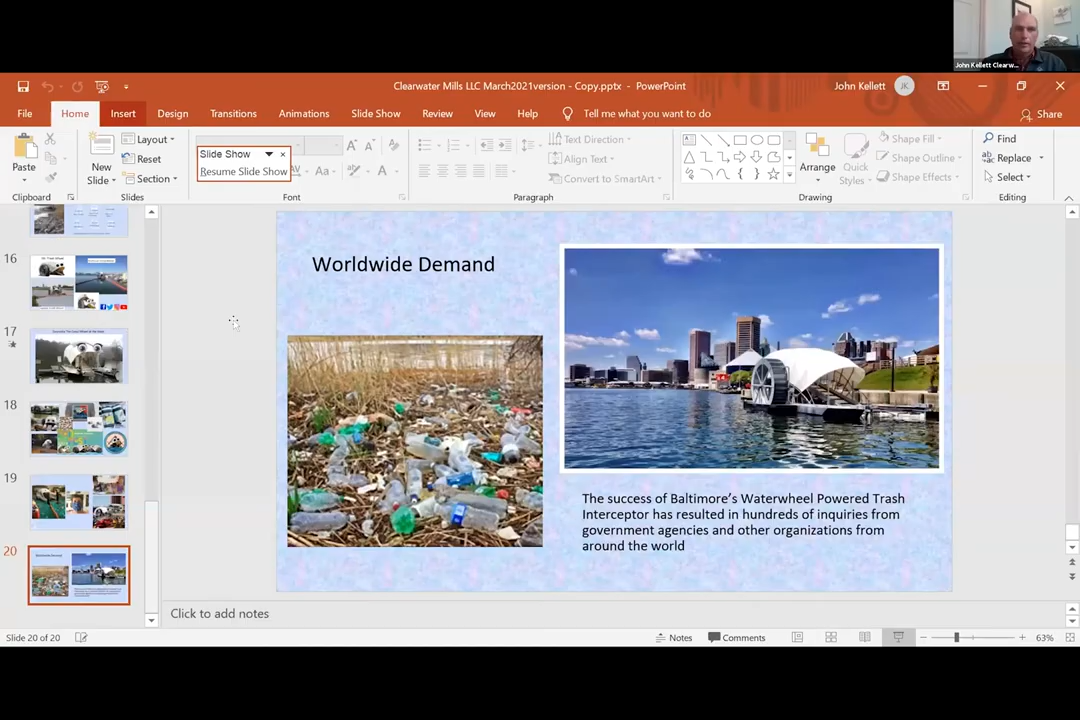 John Kellett Clearw...
Clearwater Mills LLC March2021version - Copy.pptx - PowerPoint
John Kellett
JK
File
Home
Insert
Design
Transitions
Animations
Slide Show
Review
View
Help
Tell me what you want to do
Share
Paste
Clipboard
New
Slide
Layout
Reset
Section
Slides
Slide Show
Resume Slide Show
Aa
A
Font
Text Direction
Align Text
Convert to SmartArt
Paragraph
Arrange
Quick
Styles
Shape Fill
Shape Outline
Shape Effects
Drawing
Find
Replace
Select
Editing
16
17
18
19
20
Worldwide Demand
The success of Baltimore's Waterwheel Powered Trash
Interceptor has resulted in hundreds of inquiries from
government agencies and other organizations from
around the world
Click to add notes
Slide 20 of 20
Notes
Comments
63%